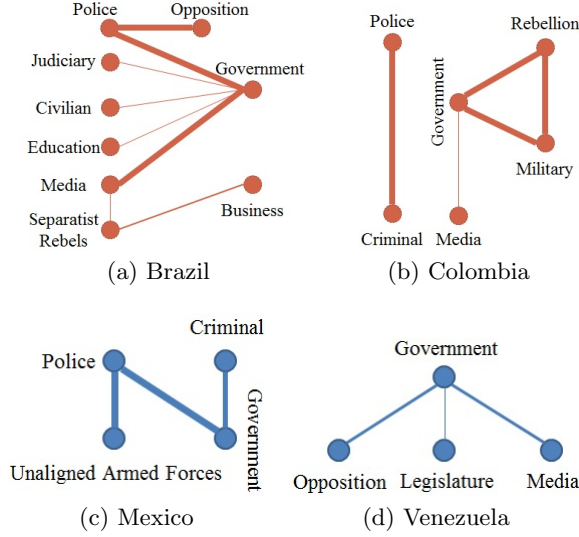 Police
Opposition
Judiciary
Government
Civilian
Education
Media
Business
Separatist
Rebels
(a) Brazil
Police
Rebellion
Government
Military
Criminal
Media
(b) Colombia
Criminal
Police
Government
Unaligned Armed Forces
(c) Mexico
Government
Opposition
Legislature
Media
(d) Venezuela